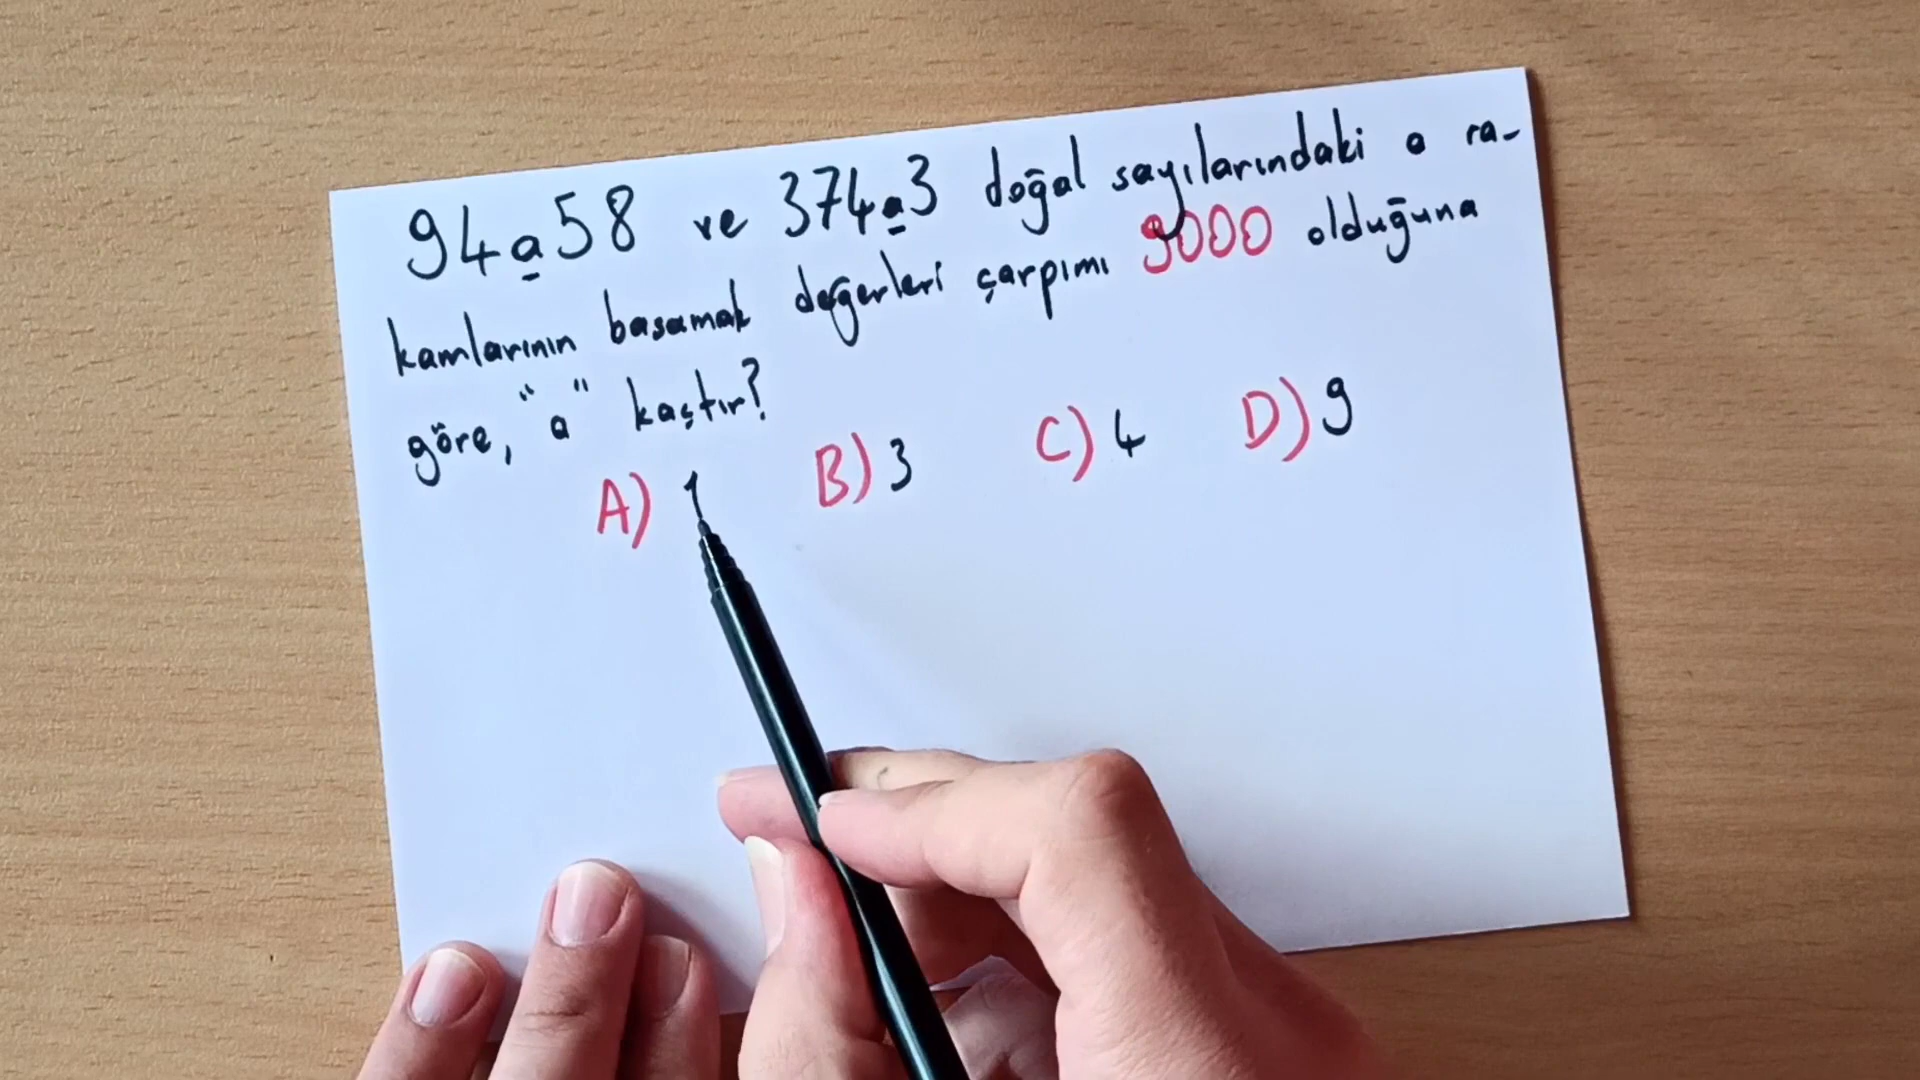 94a58 ve 374a3 doğal sayılarındaki a ra-
kamlarının basamak değerleri çarpımı 9000 olduğuna
göre, "a" kaçtır?
A) 1 B) 3 C) 4 D) 9